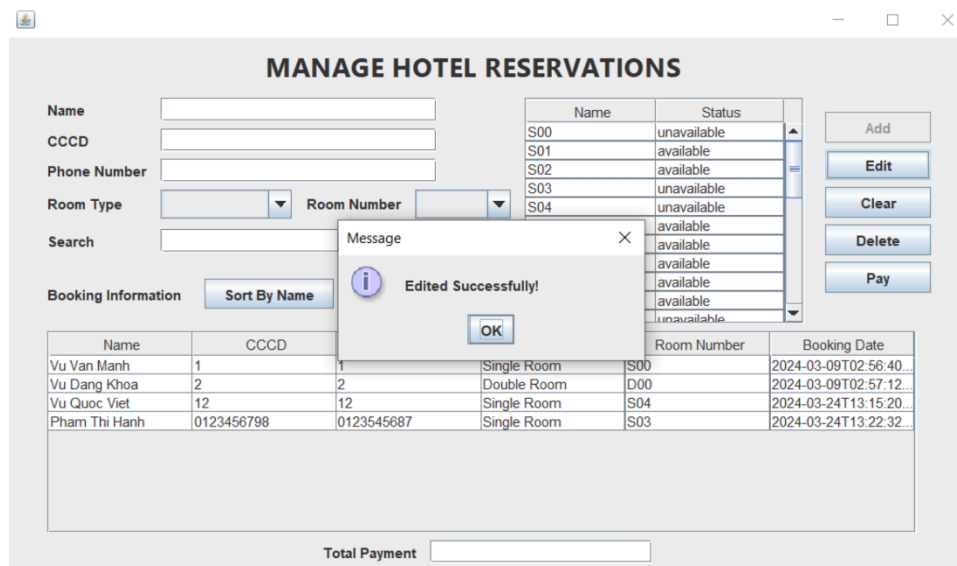 MANAGE HOTEL RESERVATIONS
Name
CCCD
Phone Number
Room Type Room Number
Search
Booking Information Sort By Name
Name Status
S00 unavailable
S01 available
S02 available
S03 unavailable
S04 unavailable
available
available
available
available
available
unavailable
Add
Edit
Clear
Delete
Pay
Message
Edited Successfully!
OK
Name CCCD Room Number Booking Date
Vu Van Manh 1 1 Single Room S00 2024-03-09T02:56:40...
Vu Dang Khoa 2 2 Double Room D00 2024-03-09T02:57:12...
Vu Quoc Viet 12 12 Single Room S04 2024-03-24T13:15:20...
Pham Thi Hanh 0123456798 0123545687 Single Room S03 2024-03-24T13:22:32...
Total Payment